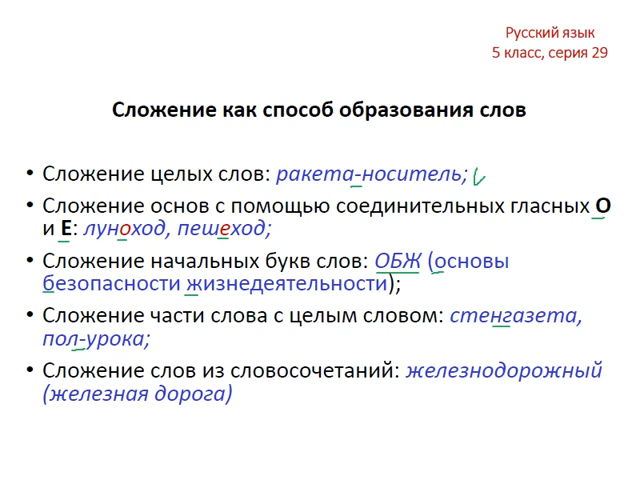 Русский язык
5 класс, серия 29
Сложение как способ образования слов
• Сложение целых слов: ракета-носитель;
• Сложение основ с помощью соединительных гласных О
и Е: луноход, пешеход;
• Сложение начальных букв слов: ОБЖ (основы
безопасности жизнедеятельности);
• Сложение части слова с целым словом: стенгазета,
пол-урока;
• Сложение слов из словосочетаний: железнодорожный
(железная дорога)